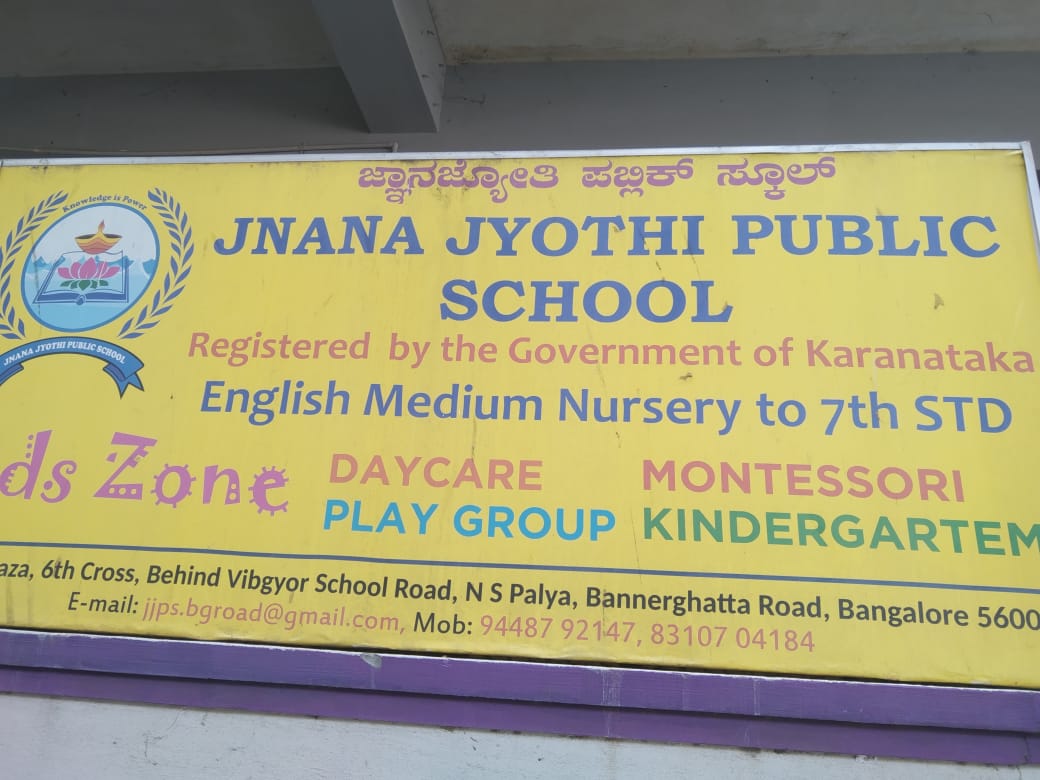 ಜ್ಞಾನಜ್ಯೋತಿ ಪಬ್ಲಿಕ್ ಸ್ಕೂಲ್
Knowledge is Power
JNANA JYOTHI PUBLIC
SCHOOL
JNANA JYOTHI PUBLIC SCHOOL
Registered by the Government of Karanataka
English Medium Nursery to 7th STD
ds Zone
DAYCARE MONTESSORI
PLAY GROUP KINDERGARTEM
aza, 6th Cross, Behind Vibgyor School Road, N S Palya, Bannerghatta Road, Bangalore 5600
E-mail: jjps.bgroad@gmail.com, Mob: 94487 92147, 83107 04184